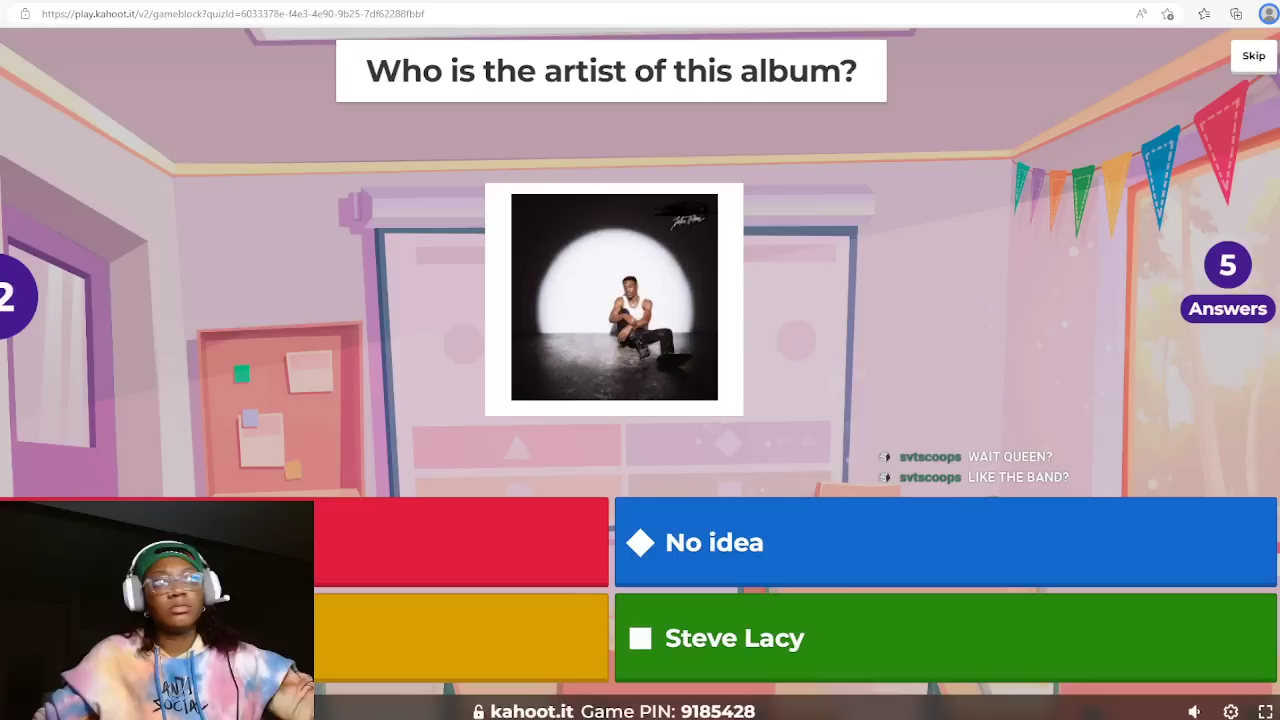 https://play.kahoot.it/v2/gameblock?quizId=6033378e-f4e3-4e90-9b25-7df62288fbbf
Who is the artist of this album?
Skip
2
5
Answers
svtscoops WAIT QUEEN?
svtscoops LIKE THE BAND?
No idea
Steve Lacy
ANTI
SOCIAL
kahoot.it Game PIN: 9185428